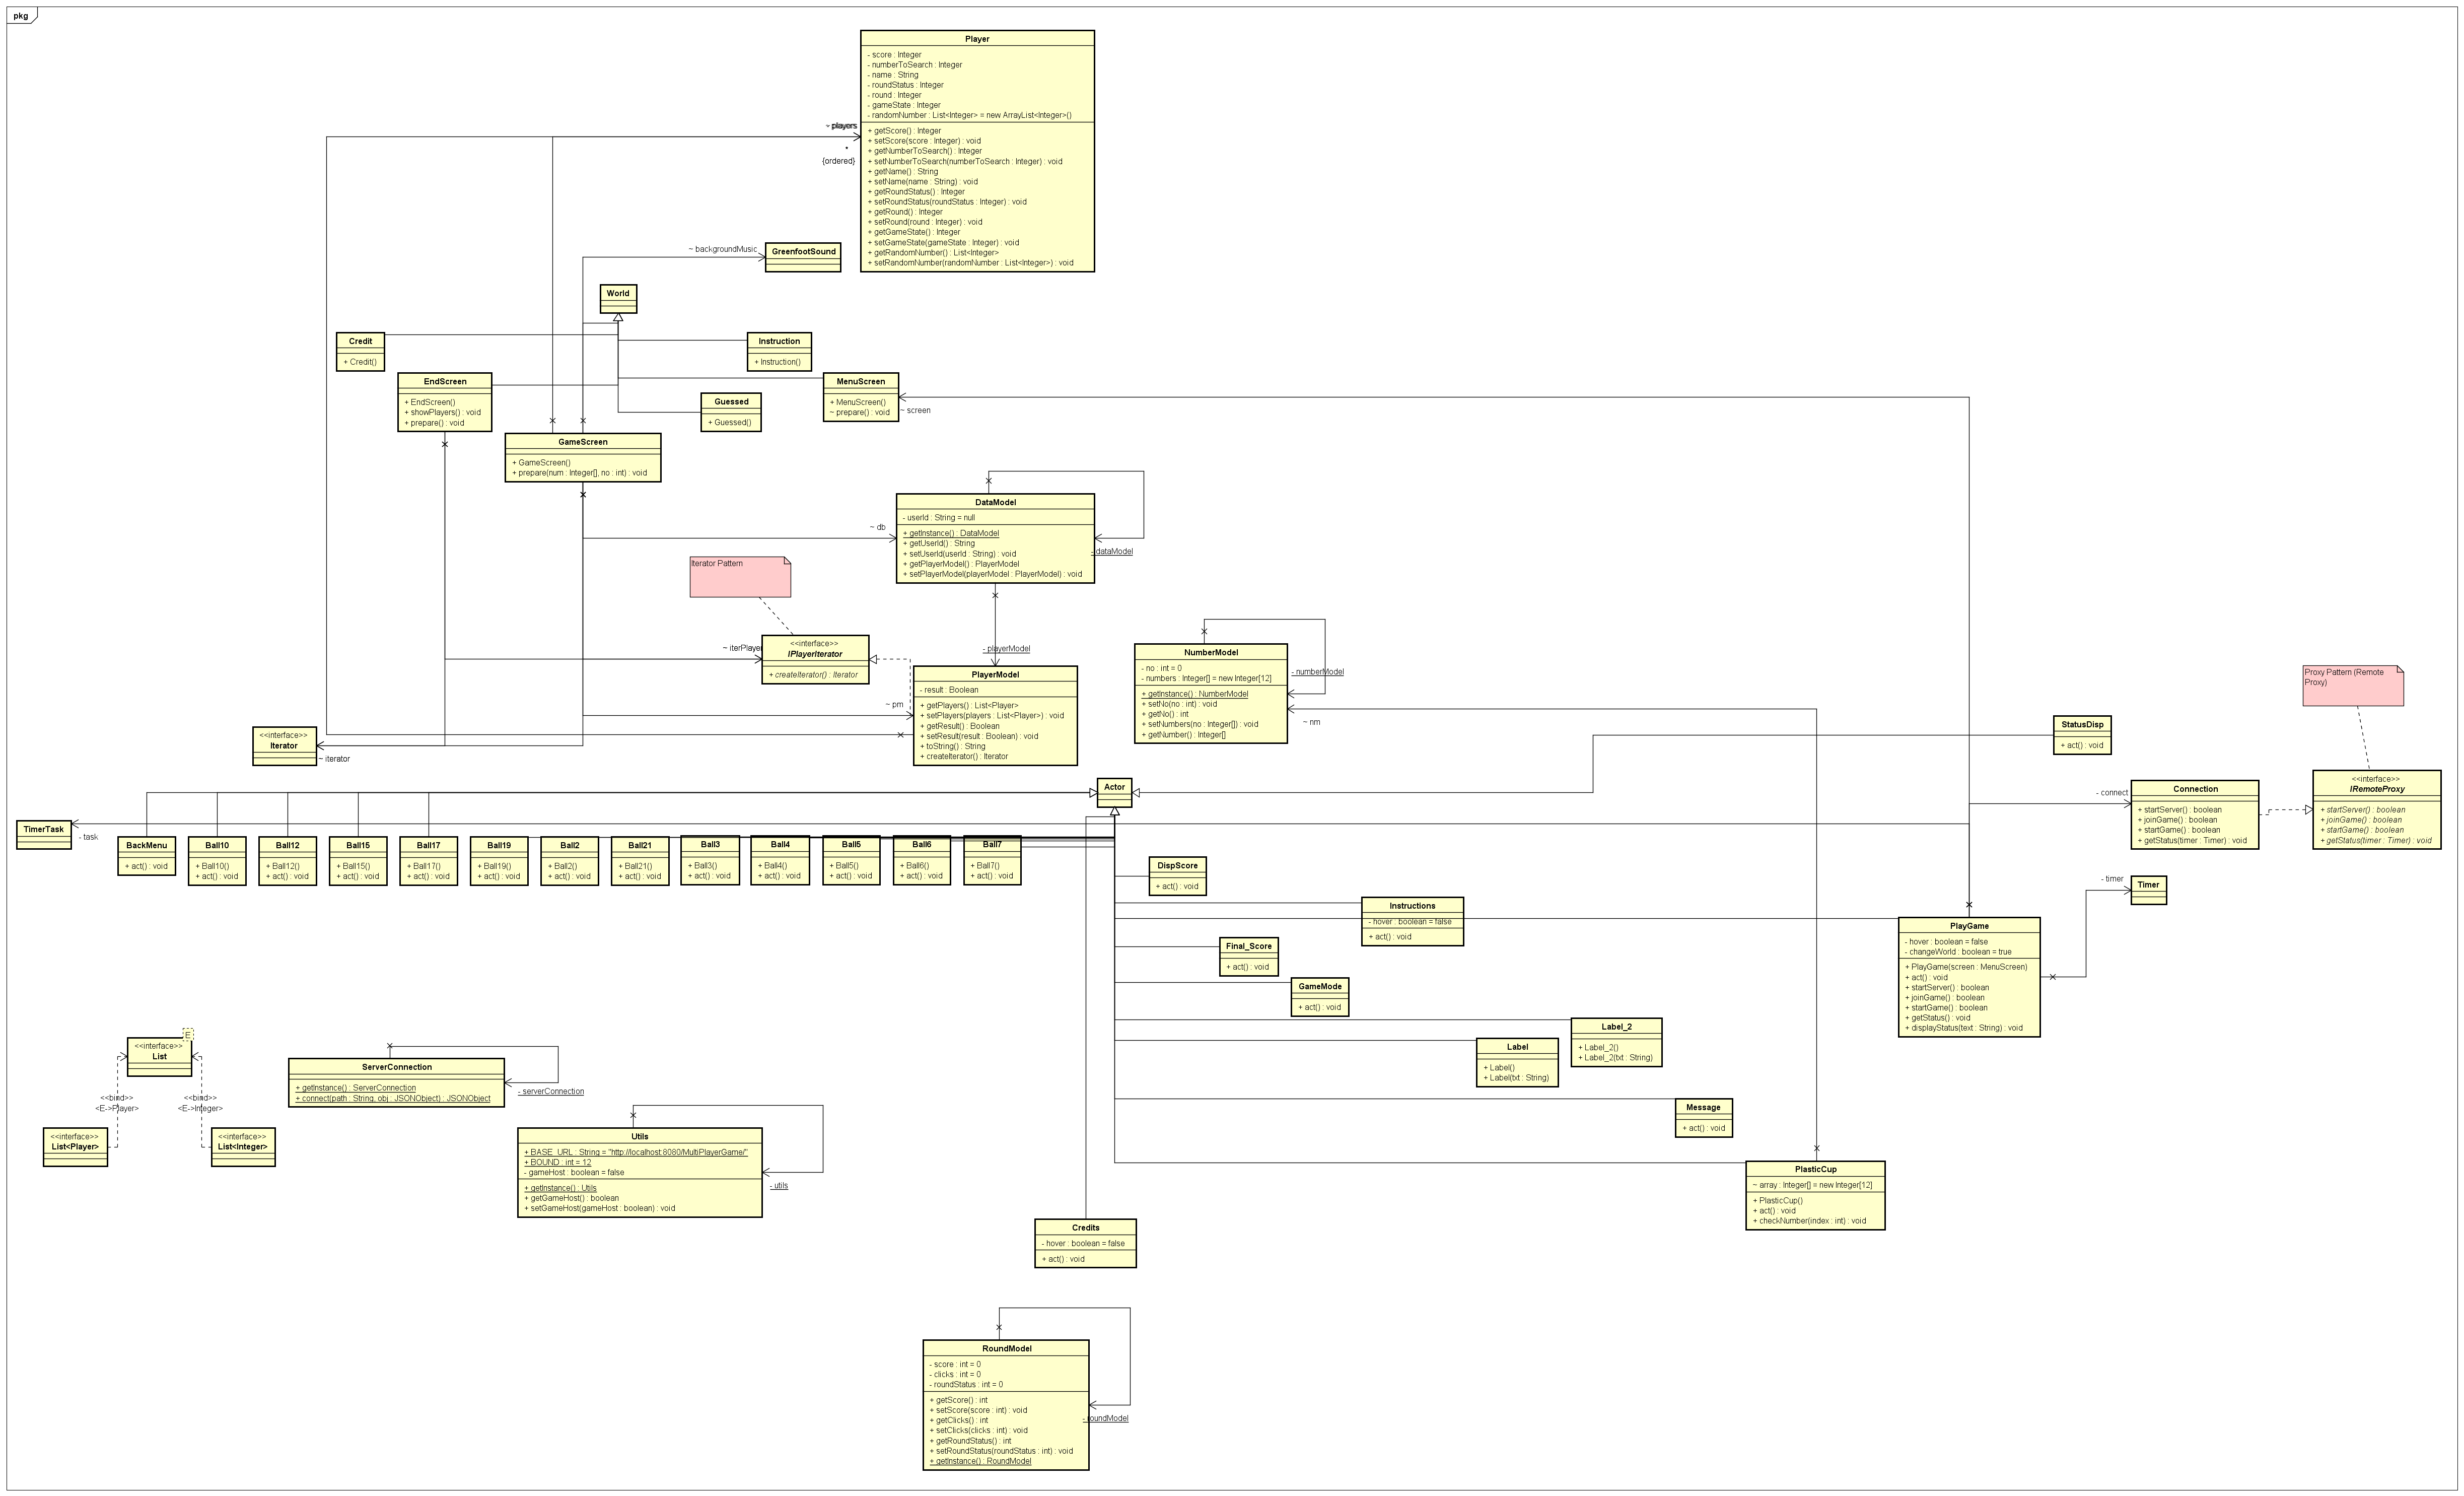 pkg
Player
- score : Integer
- numberToSearch : Integer
- name : String
- roundStatus : Integer
- round : Integer
- gameState : Integer
- randomNumber : List<Integer> = new ArrayList<Integer>()
+ getScore() : Integer
+ setScore(score : Integer) : void
+ getNumberToSearch() : Integer
+ setNumberToSearch(numberToSearch : Integer) : void
+ getName() : String
+ setName(name : String) : void
+ getRoundStatus() : Integer
+ setRoundStatus(roundStatus : Integer) : void
+ getRound() : Integer
+ setRound(round : Integer) : void
+ getGameState() : Integer
+ setGameState(gameState : Integer) : void
+ getRandomNumber() : List<Integer>
+ setRandomNumber(randomNumber : List<Integer>) : void
~ players
*
{ordered}
~ backgroundMusic
GreenfootSound
World
Credit
+ Credit()
Instruction
+ Instruction()
EndScreen
+ EndScreen()
+ showPlayers() : void
+ prepare() : void
MenuScreen
+ MenuScreen()
~ prepare() : void
~ screen
Guessed
+ Guessed()
GameScreen
+ GameScreen()
+ prepare(num : Integer[], no : int) : void
DataModel
- userId : String = null
+ getInstance() : DataModel
+ getUserId() : String
+ setUserId(userId : String) : void
+ getPlayerModel() : PlayerModel
+ setPlayerModel(playerModel : PlayerModel) : void
~ db
- dataModel
Iterator Pattern
<<interface>>
IPlayerIterator
+ createIterator() : Iterator
~ iterPlayer
- playerModel
PlayerModel
- result : Boolean
+ getPlayers() : List<Player>
+ setPlayers(players : List<Player>) : void
+ getResult() : Boolean
+ setResult(result : Boolean) : void
+ toString() : String
+ createIterator() : Iterator
~ pm
NumberModel
- no : int = 0
- numbers : Integer[] = new Integer[12]
+ getInstance() : NumberModel
+ setNo(no : int) : void
+ getNo() : int
+ setNumbers(no : Integer[]) : void
+ getNumber() : Integer[]
- numberModel
~ nm
<<interface>>
Iterator
~ iterator
Proxy Pattern (Remote
Proxy)
StatusDisp
+ act() : void
Actor
Connection
+ startServer() : boolean
+ joinGame() : boolean
+ startGame() : boolean
+ getStatus(timer : Timer) : void
- connect
<<interface>>
IRemoteProxy
+ startServer() : boolean
+ joinGame() : boolean
+ startGame() : boolean
+ getStatus(timer : Timer) : void
TimerTask
- task
BackMenu
+ act() : void
Ball10
+ Ball10()
+ act() : void
Ball12
+ Ball12()
+ act() : void
Ball15
+ Ball15()
+ act() : void
Ball17
+ Ball17()
+ act() : void
Ball19
+ Ball19()
+ act() : void
Ball2
+ Ball2()
+ act() : void
Ball21
+ Ball21()
+ act() : void
Ball3
+ Ball3()
+ act() : void
Ball4
+ Ball4()
+ act() : void
Ball5
+ Ball5()
+ act() : void
Ball6
+ Ball6()
+ act() : void
Ball7
+ Ball7()
+ act() : void
DispScore
+ act() : void
- timer
Timer
Instructions
- hover : boolean = false
+ act() : void
PlayGame
- hover : boolean = false
- changeWorld : boolean = true
+ PlayGame(screen : MenuScreen)
+ act() : void
+ startServer() : boolean
+ joinGame() : boolean
+ startGame() : boolean
+ getStatus() : void
+ displayStatus(text : String) : void
Final_Score
+ act() : void
GameMode
+ act() : void
Label_2
+ Label_2()
+ Label_2(txt : String)
Label
+ Label()
+ Label(txt : String)
E
<<interface>>
List
<<bind>>
<E->Player>
<<bind>>
<E->Integer>
<<interface>>
List<Player>
<<interface>>
List<Integer>
ServerConnection
+ getInstance() : ServerConnection
+ connect(path : String, obj : JSONObject) : JSONObject
- serverConnection
Utils
+ BASE_URL : String = "http://localhost:8080/MultiPlayerGame/"
+ BOUND : int = 12
- gameHost : boolean = false
+ getInstance() : Utils
+ getGameHost() : boolean
+ setGameHost(gameHost : boolean) : void
- utils
Message
+ act() : void
PlasticCup
~ array : Integer[] = new Integer[12]
+ PlasticCup()
+ act() : void
+ checkNumber(index : int) : void
Credits
- hover : boolean = false
+ act() : void
RoundModel
- score : int = 0
- clicks : int = 0
- roundStatus : int = 0
+ getScore() : int
+ setScore(score : int) : void
+ getClicks() : int
+ setClicks(clicks : int) : void
+ getRoundStatus() : int
+ setRoundStatus(roundStatus : int) : void
+ getInstance() : RoundModel
- roundModel